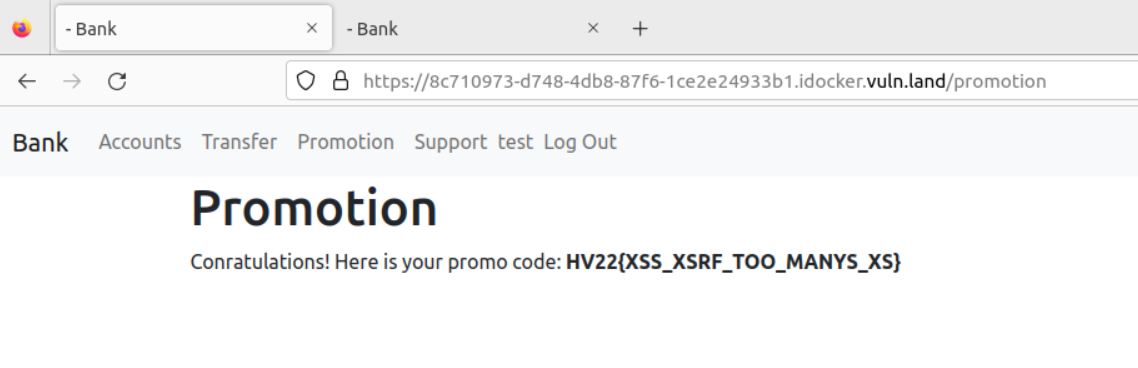 - Bank
- Bank
https://8c710973-d748-4db8-87f6-1ce2e24933b1.idocker.vuln.land/promotion
Bank Accounts Transfer Promotion Support test Log Out
Promotion
Conratulations! Here is your promo code: HV22{XSS_XSRF_TOO_MANYS_XS}